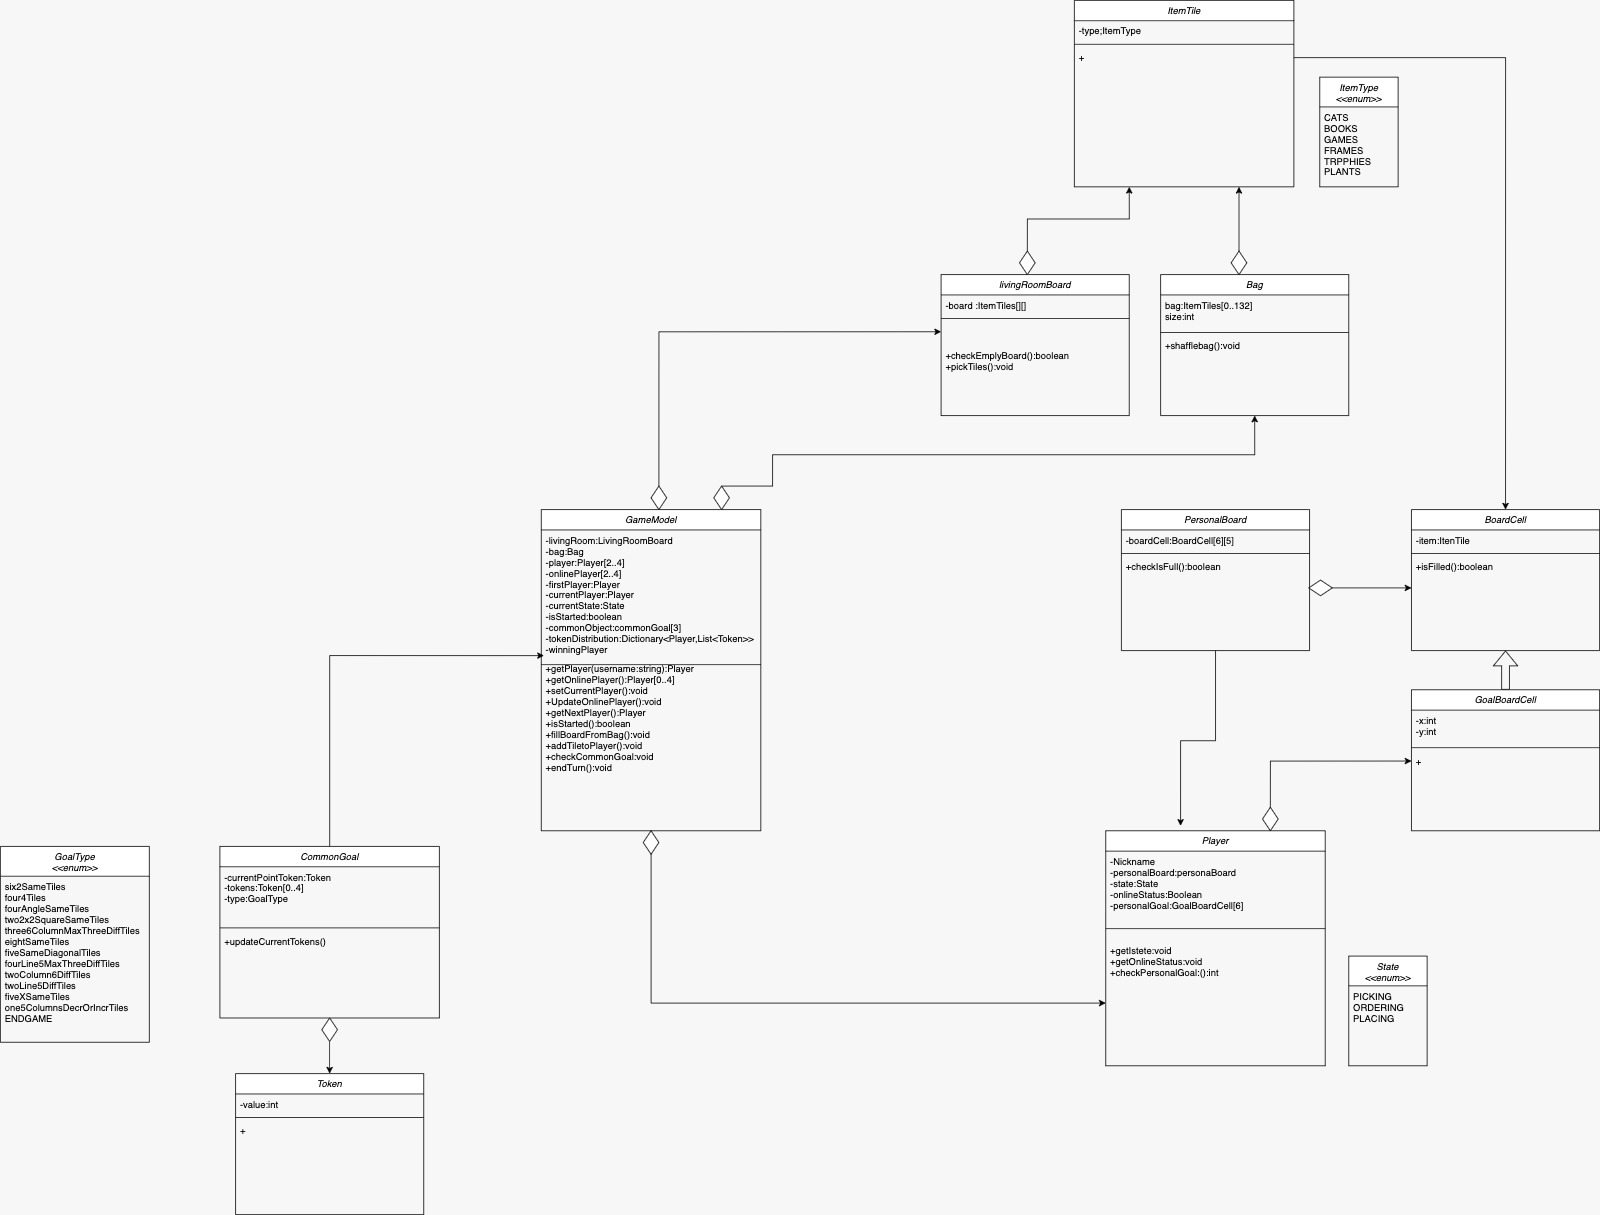 ItemTile
-type;ItemType
+
ItemType
<<enum>>
CATS
BOOKS
GAMES
FRAMES
TRPPHIES
PLANTS
livingRoomBoard
-board :ItemTiles[][]
+checkEmplyBoard():boolean
+pickTiles():void
Bag
bag:ItemTiles[0..132]
size:int
+shafflebag():void
GameModel
-livingRoom:LivingRoomBoard
-bag:Bag
-player:Player[2..4]
-onlinePlayer[2..4]
-firstPlayer:Player
-currentPlayer:Player
-currentState:State
-isStarted:boolean
-commonObject:commonGoal[3]
-tokenDistribution:Dictionary<Player,List<Token>>
-winningPlayer
+getPlayer(username:string):Player
+getOnlinePlayer():Player[0..4]
+setCurrentPlayer():void
+UpdateOnlinePlayer():void
+getNextPlayer():Player
+isStarted():boolean
+fillBoardFromBag():void
+addTiletoPlayer():void
+checkCommonGoal:void
+endTurn():void
PersonalBoard
-boardCell:BoardCell[6][5]
+checkIsFull():boolean
BoardCell
-item:ItenTile
+isFilled():boolean
GoalBoardCell
-x:int
-y:int
+
Player
-Nickname
-personalBoard:personaBoard
-state:State
-onlineStatus:Boolean
-personalGoal:GoalBoardCell[6]
+getIstete:void
+getOnlineStatus:void
+checkPersonalGoal:():int
State
<<enum>>
PICKING
ORDERING
PLACING
GoalType
<<enum>>
six2SameTiles
four4Tiles
fourAngleSameTiles
two2x2SquareSameTiles
three6ColumnMaxThreeDiffTiles
eightSameTiles
fiveSameDiagonalTiles
fourLine5MaxThreeDiffTiles
twoColumn6DiffTiles
twoLine5DiffTiles
fiveXSameTiles
one5ColumnsDecrOrIncrTiles
ENDGAME
CommonGoal
-currentPointToken:Token
-tokens:Token[0..4]
-type:GoalType
+updateCurrentTokens()
Token
-value:int
+